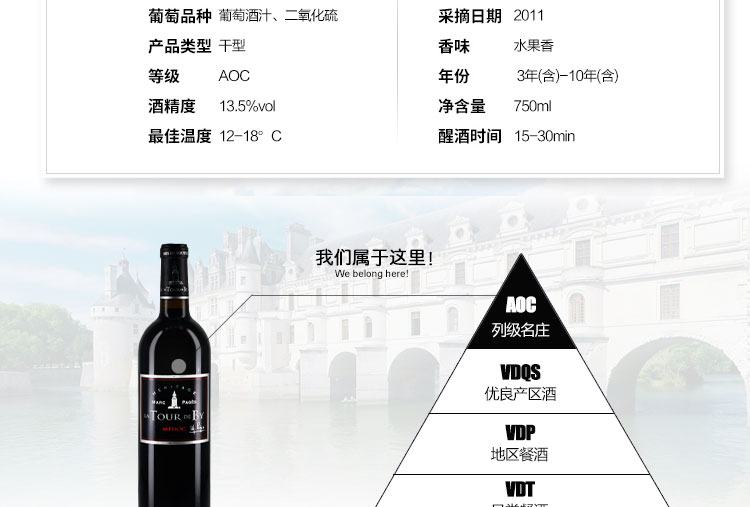 葡萄品种 葡萄酒汁、二氧化硫
采摘日期 2011
产品类型 干型
香味 水果香
等级 AOC
年份 3年(含)-10年(含)
酒精度 13.5%vol
净含量 750ml
最佳温度 12-18° C
醒酒时间 15-30min
我们属于这里!
We belong here!
AOC
列级名庄
VDQS
优良产区酒
VDP
地区餐酒
VDT
HERITAGE
MARC PAGES
LA TOUR DE BY
MÉDOC